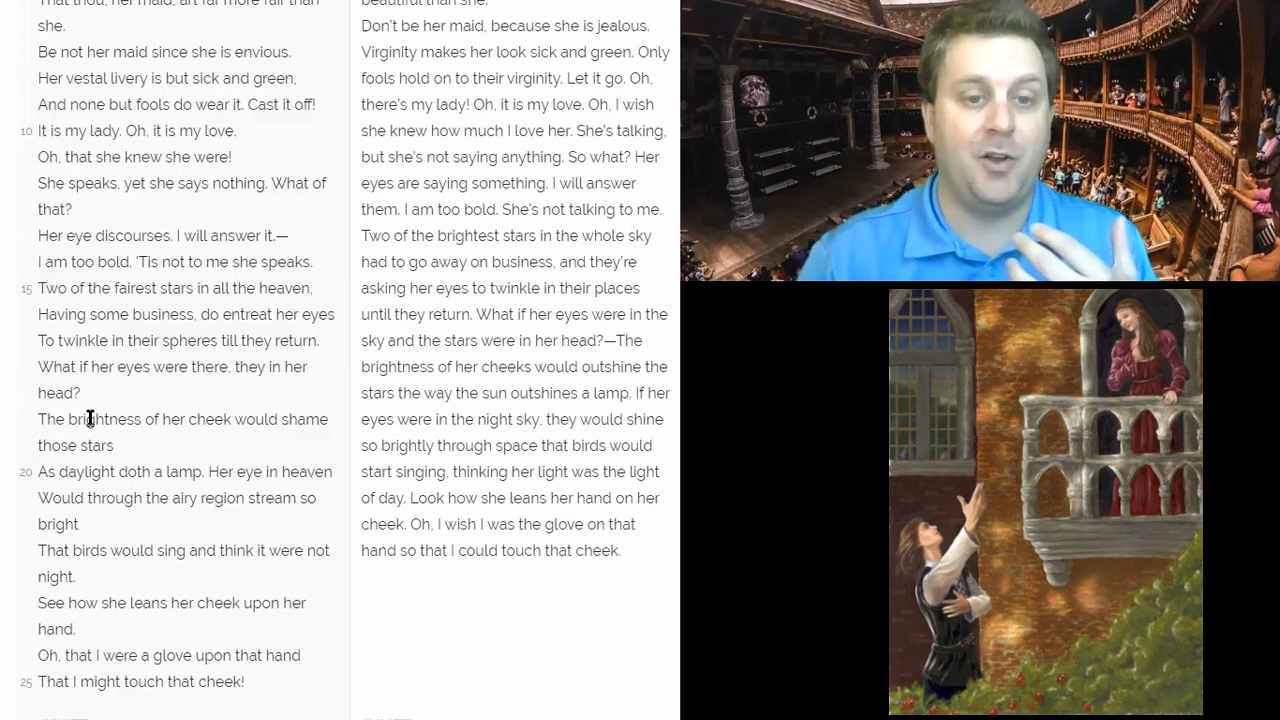 That thou, her maid, art far more fair than
she.
Be not her maid since she is envious.
Her vestal livery is but sick and green,
And none but fools do wear it. Cast it off!
10 It is my lady. Oh, it is my love.
Oh, that she knew she were!
She speaks, yet she says nothing. What of
that?
Her eye discourses. I will answer it.—
I am too bold. 'Tis not to me she speaks.
15 Two of the fairest stars in all the heaven,
Having some business, do entreat her eyes
To twinkle in their spheres till they return.
What if her eyes were there, they in her
head?
The brightness of her cheek would shame
those stars
20 As daylight doth a lamp. Her eye in heaven
Would through the airy region stream so
bright
That birds would sing and think it were not
night.
See how she leans her cheek upon her
hand.
Oh, that I were a glove upon that hand
25 That I might touch that cheek!
beautiful than she.
Don't be her maid, because she is jealous.
Virginity makes her look sick and green. Only
fools hold on to their virginity. Let it go. Oh,
there's my lady! Oh, it is my love. Oh, I wish
she knew how much I love her. She's talking,
but she's not saying anything. So what? Her
eyes are saying something. I will answer
them. I am too bold. She's not talking to me.
Two of the brightest stars in the whole sky
had to go away on business, and they're
asking her eyes to twinkle in their places
until they return. What if her eyes were in the
sky and the stars were in her head?—The
brightness of her cheeks would outshine the
stars the way the sun outshines a lamp. If her
eyes were in the night sky, they would shine
so brightly through space that birds would
start singing, thinking her light was the light
of day. Look how she leans her hand on her
cheek. Oh, I wish I was the glove on that
hand so that I could touch that cheek.